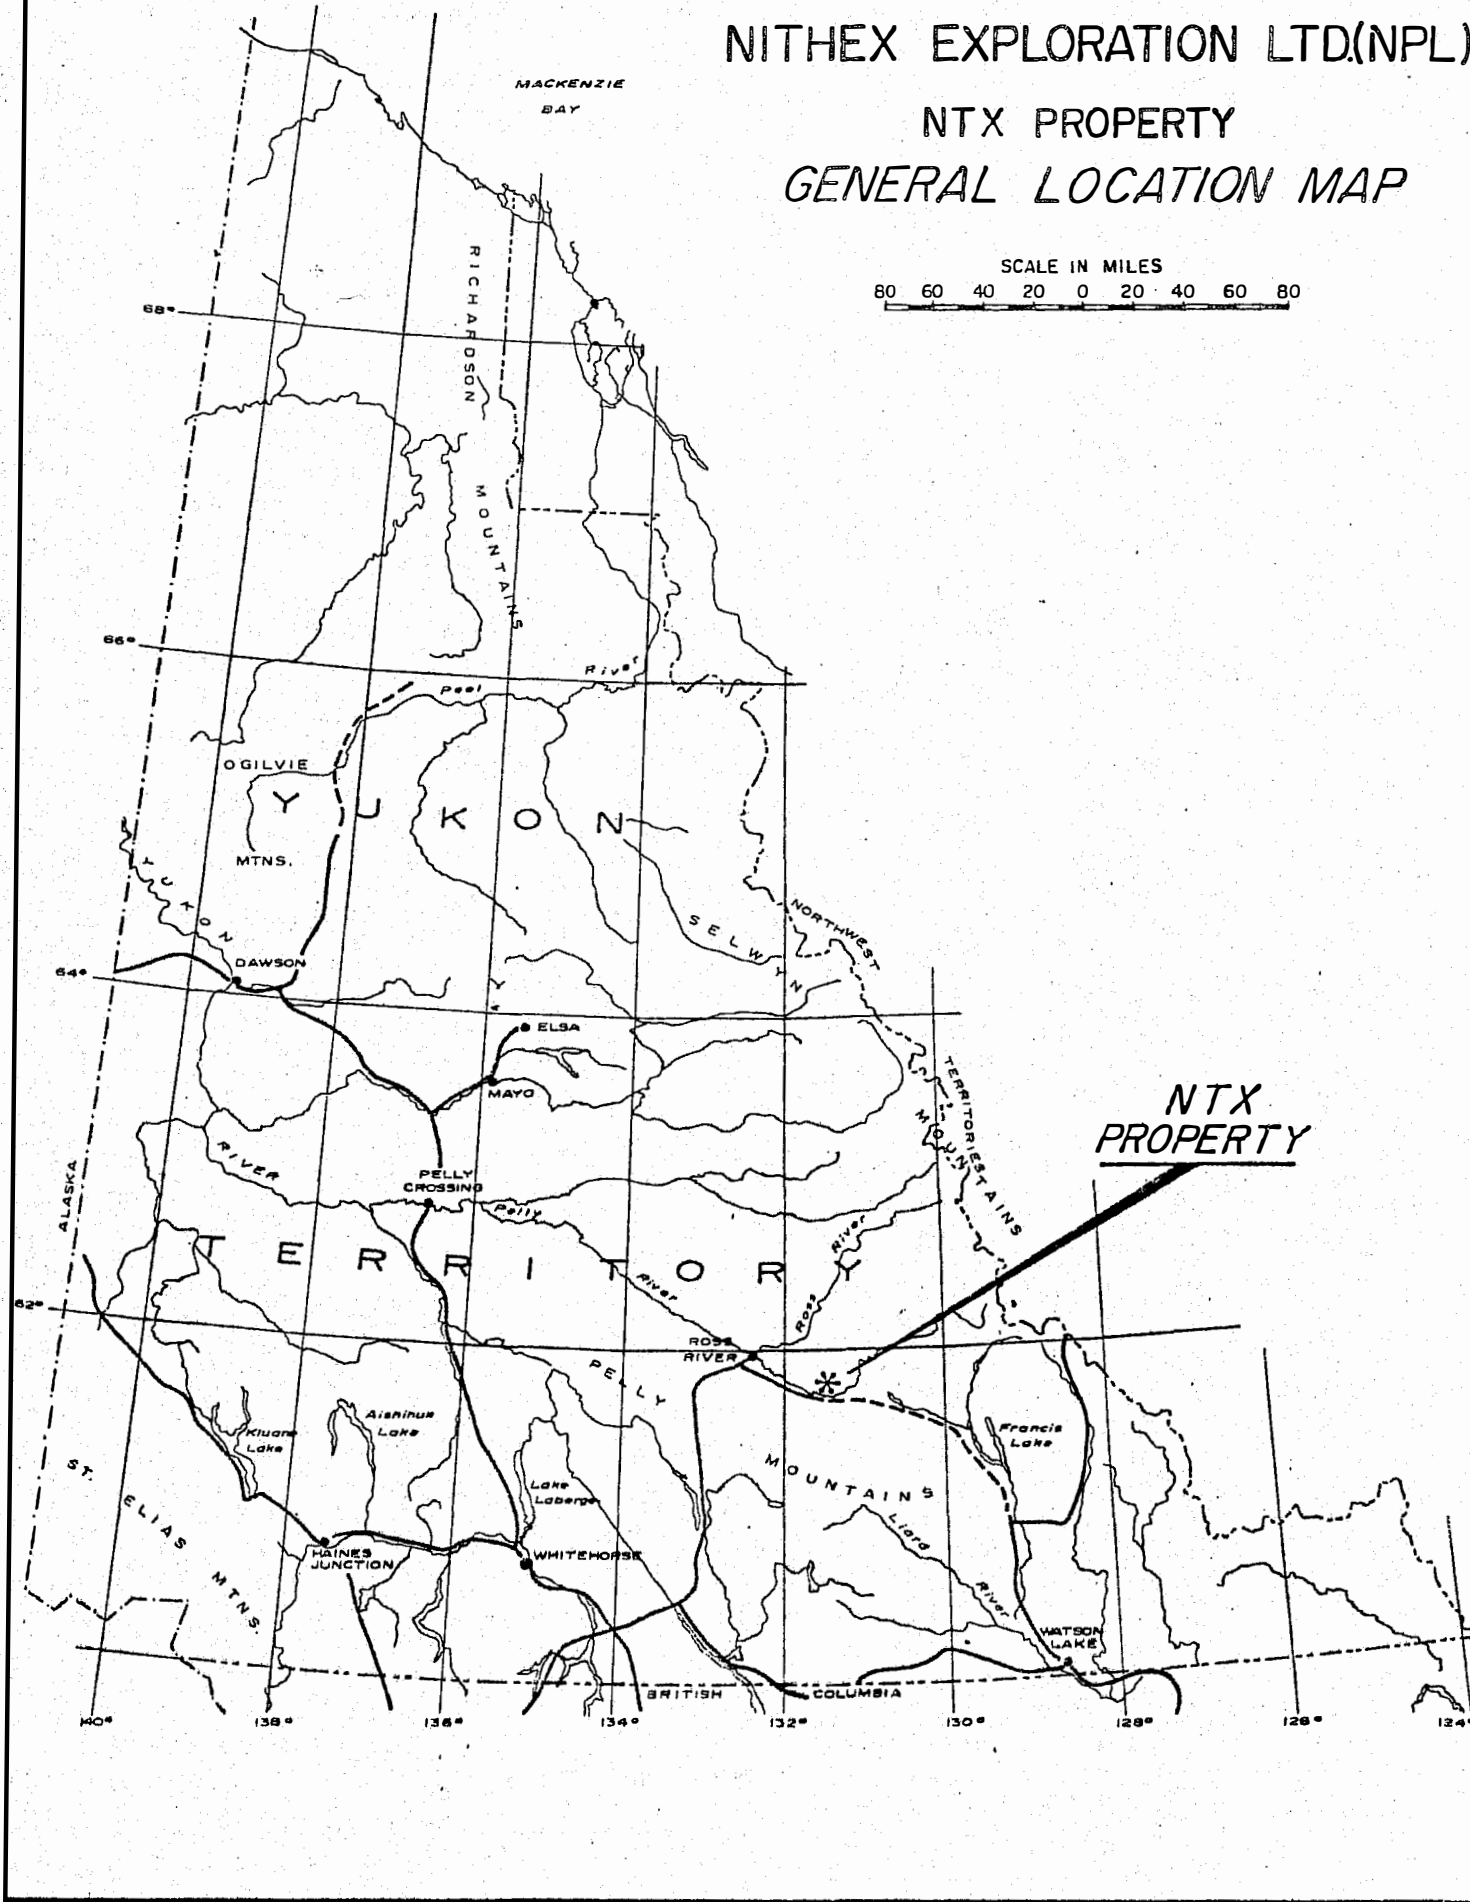 NITHEX EXPLORATION LTD.(NPL)
NTX PROPERTY
GENERAL LOCATION MAP
SCALE IN MILES
80 60 40 20 0 20 40 60 80
MACKENZIE
BAY
RICHARDSON
MOUNTAINS
68°
66°
Peel River
OGILVIE
MTNS.
YUKON
YUKON
SELWYN
NORTHWEST
DAWSON
64°
ELSA
MAYO
TERRITORIES
MOUNTAINS
NTX
PROPERTY
RIVER
PELLY
CROSSING
Pelly
River
ALASKA
TERRITORY
Ross River
62°
ROSS
RIVER
PELLY
MOUNTAINS
Kluane
Lake
Aishihuk
Lake
Francis
Lake
Lake
Laberge
Liard
River
ST. ELIAS MTNS.
HAINES
JUNCTION
WHITEHORSE
WATSON
LAKE
BRITISH COLUMBIA
140° 138° 136° 134° 132° 130° 128° 128° 124°